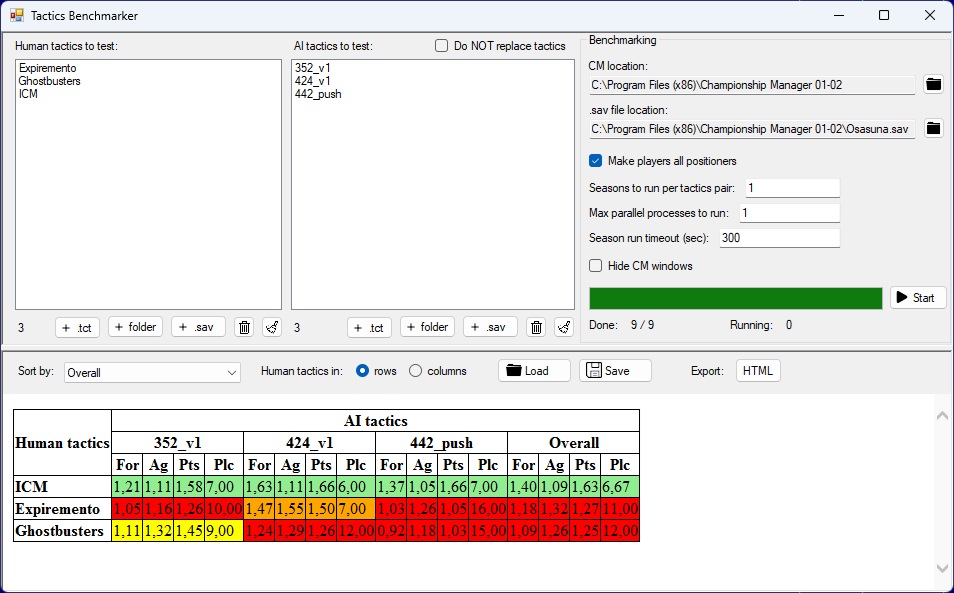 Tactics Benchmarker
Human tactics to test:
Expiremento
Ghostbusters
ICM
3
+ .tct
+ folder
+ .sav
AI tactics to test:
Do NOT replace tactics
352_v1
424_v1
442_push
3
+ .tct
+ folder
+ .sav
Benchmarking
CM location:
C:\Program Files (x86)\Championship Manager 01-02
.sav file location:
C:\Program Files (x86)\Championship Manager 01-02\Osasuna.sav
Make players all positioners
Seasons to run per tactics pair: 1
Max parallel processes to run: 1
Season run timeout (sec): 300
Hide CM windows
Start
Done: 9 / 9 Running: 0
Sort by: Overall Human tactics in: rows columns Load Save Export: HTML
Human tactics
AI tactics
352_v1 424_v1 442_push Overall
For Ag Pts Plc For Ag Pts Plc For Ag Pts Plc For Ag Pts Plc
ICM 1,21 1,11 1,58 7,00 1,63 1,11 1,66 6,00 1,37 1,05 1,66 7,00 1,40 1,09 1,63 6,67
Expiremento 1,05 1,16 1,26 10,00 1,47 1,55 1,50 7,00 1,03 1,26 1,05 16,00 1,18 1,32 1,27 11,00
Ghostbusters 1,11 1,32 1,45 9,00 1,24 1,29 1,26 12,00 0,92 1,18 1,03 15,00 1,09 1,26 1,25 12,00